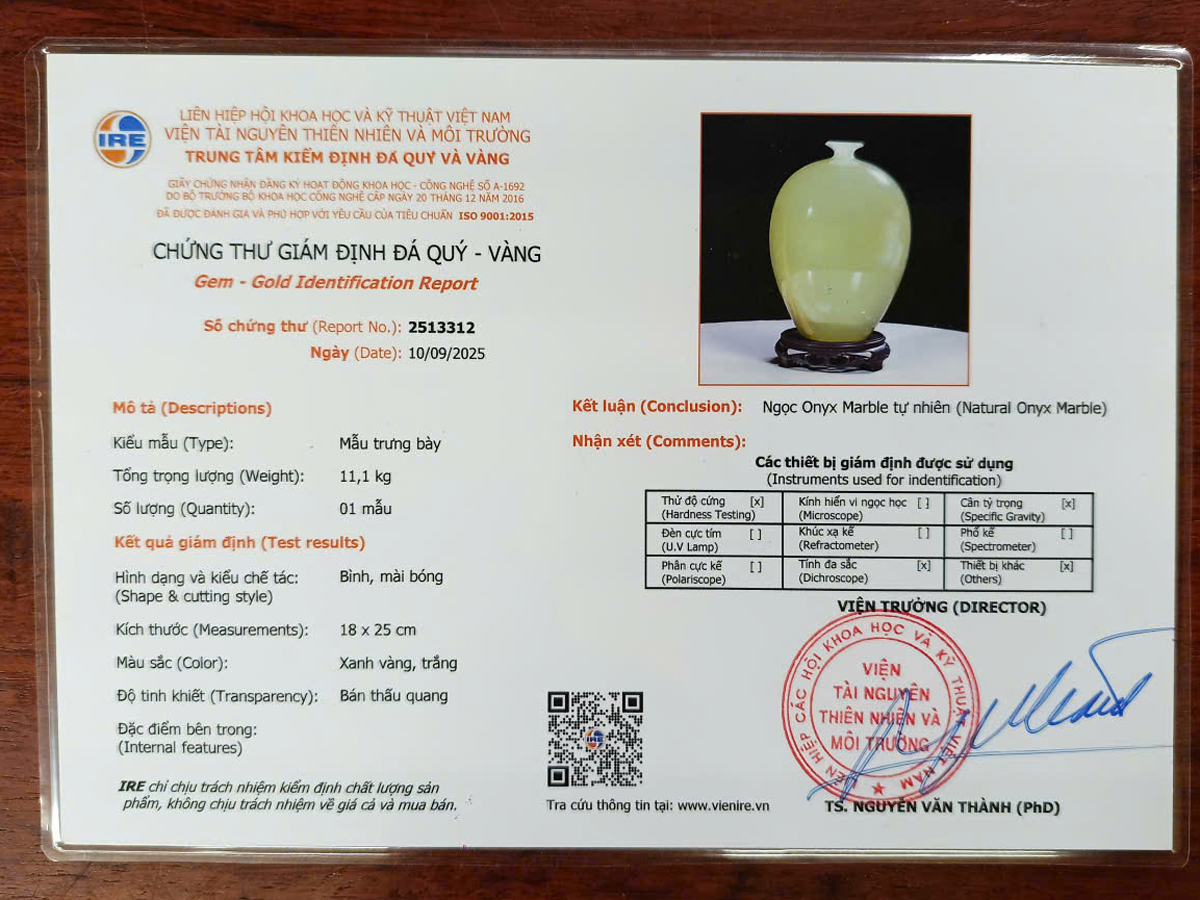 IRE
LIÊN HIỆP HỘI KHOA HỌC VÀ KỸ THUẬT VIỆT NAM
VIỆN TÀI NGUYÊN THIÊN NHIÊN VÀ MÔI TRƯỜNG
TRUNG TÂM KIỂM ĐỊNH ĐÁ QUÝ VÀ VÀNG
GIẤY CHỨNG NHẬN ĐĂNG KÝ HOẠT ĐỘNG KHOA HỌC - CÔNG NGHỆ SỐ A-1692
DO BỘ TRƯỞNG BỘ KHOA HỌC CÔNG NGHỆ CẤP NGÀY 20 THÁNG 12 NĂM 2016
ĐÃ ĐƯỢC ĐÁNH GIÁ VÀ PHÙ HỢP VỚI YÊU CẦU CỦA TIÊU CHUẨN ISO 9001:2015
CHỨNG THƯ GIÁM ĐỊNH ĐÁ QUÝ - VÀNG
Gem - Gold Identification Report
Số chứng thư (Report No.): 2513312
Ngày (Date): 10/09/2025
Mô tả (Descriptions)
Kiểu mẫu (Type): Mẫu trưng bày
Tổng trọng lượng (Weight): 11,1 kg
Số lượng (Quantity): 01 mẫu
Kết quả giám định (Test results)
Hình dạng và kiểu chế tác: Bình, mài bóng
(Shape & cutting style)
Kích thước (Measurements): 18 x 25 cm
Màu sắc (Color): Xanh vàng, trắng
Độ tinh khiết (Transparency): Bán thấu quang
Đặc điểm bên trong:
(Internal features)
IRE chỉ chịu trách nhiệm kiểm định chất lượng sản
phẩm, không chịu trách nhiệm về giá cả và mua bán.
Kết luận (Conclusion): Ngọc Onyx Marble tự nhiên (Natural Onyx Marble)
Nhận xét (Comments):
Các thiết bị giám định được sử dụng
(Instruments used for indentification)
Thử độ cứng [x] Kính hiển vi ngọc học [ ] Cân tỷ trọng [x]
(Hardness Testing) (Microscope) (Specific Gravity)
Đèn cực tím [ ] Khúc xạ kế [ ] Phổ kế [ ]
(U.V Lamp) (Refractometer) (Spectrometer)
Phân cực kế [ ] Tính đa sắc [x] Thiết bị khác [x]
(Polariscope) (Dichroscope) (Others)
VIỆN TRƯỞNG (DIRECTOR)
LIÊN HIỆP CÁC HỘI KHOA HỌC VÀ KỸ THUẬT VIỆT NAM
VIỆN
TÀI NGUYÊN
THIÊN NHIÊN VÀ
MÔI TRƯỜNG
IRE
Tra cứu thông tin tại: www.vienire.vn
TS. NGUYỄN VĂN THÀNH (PhD)